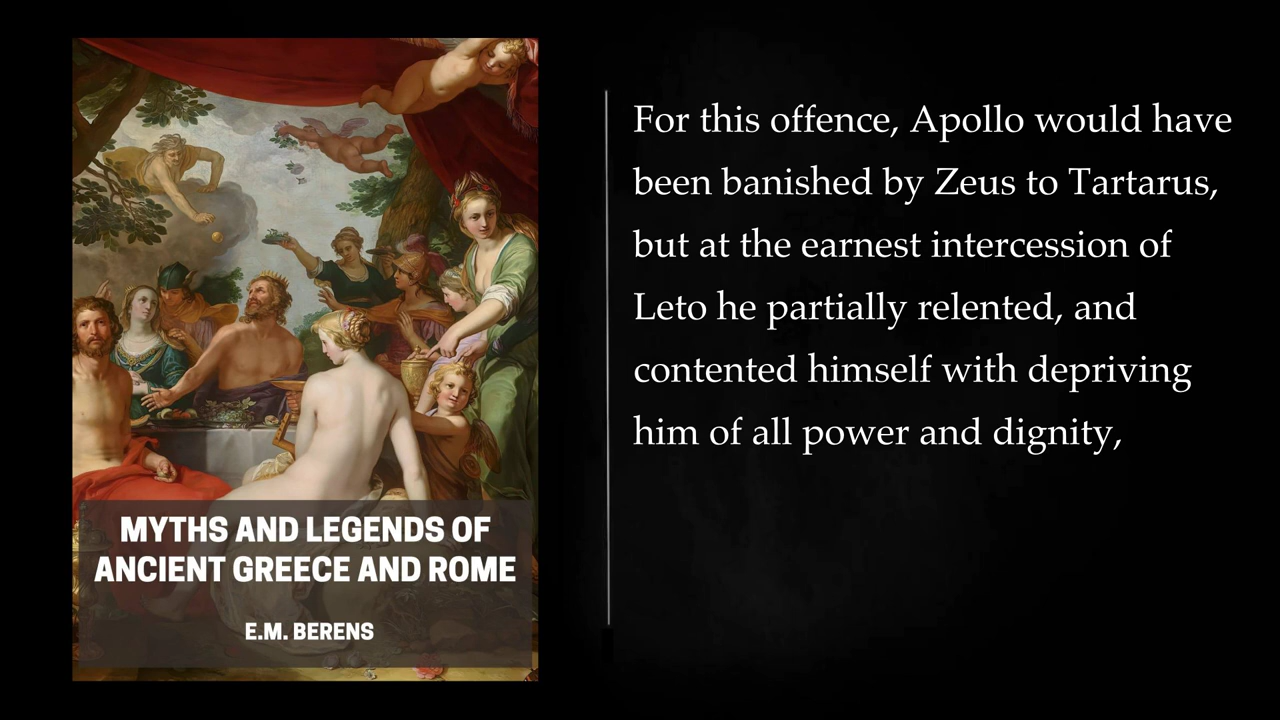 MYTHS AND LEGENDS OF
ANCIENT GREECE AND ROME
E.M. BERENS
For this offence, Apollo would have
been banished by Zeus to Tartarus,
but at the earnest intercession of
Leto he partially relented, and
contented himself with depriving
him of all power and dignity,